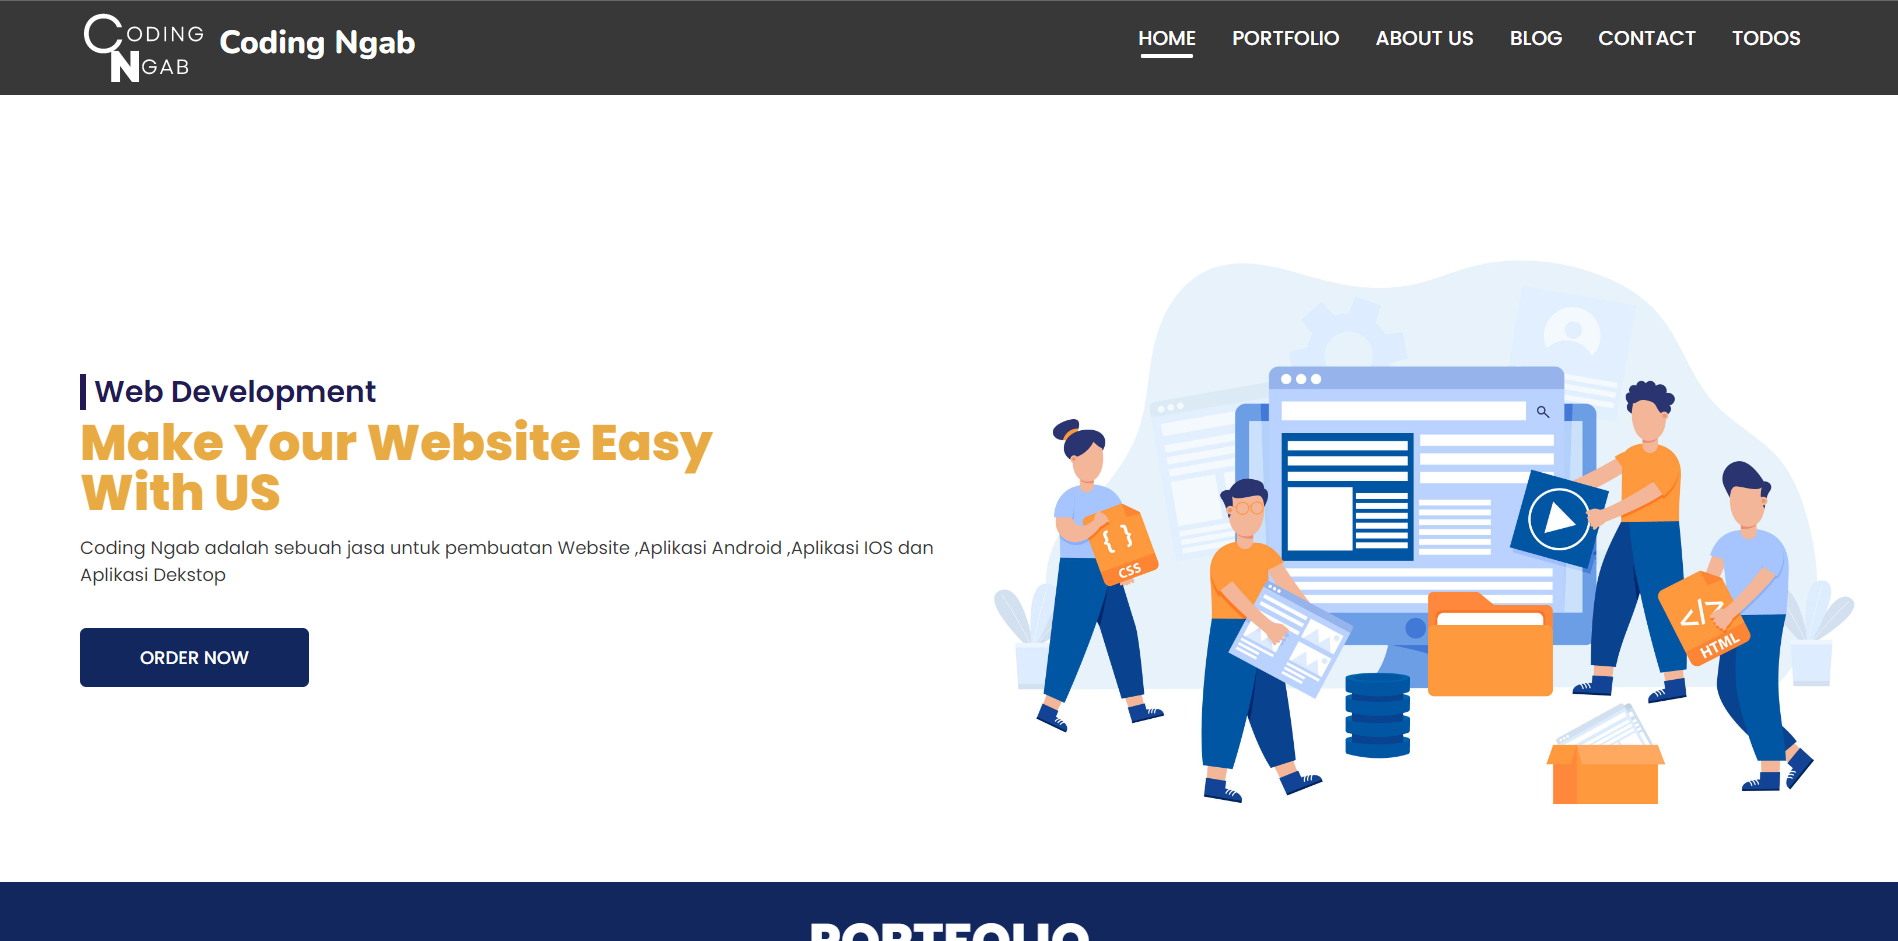 CODING
NGAB
Coding Ngab
HOME PORTFOLIO ABOUT US BLOG CONTACT TODOS
Web Development
Make Your Website Easy
With US
Coding Ngab adalah sebuah jasa untuk pembuatan Website ,Aplikasi Android ,Aplikasi IOS dan
Aplikasi Dekstop
ORDER NOW
{ }
CSS
</>
HTML
PORTFOLIO